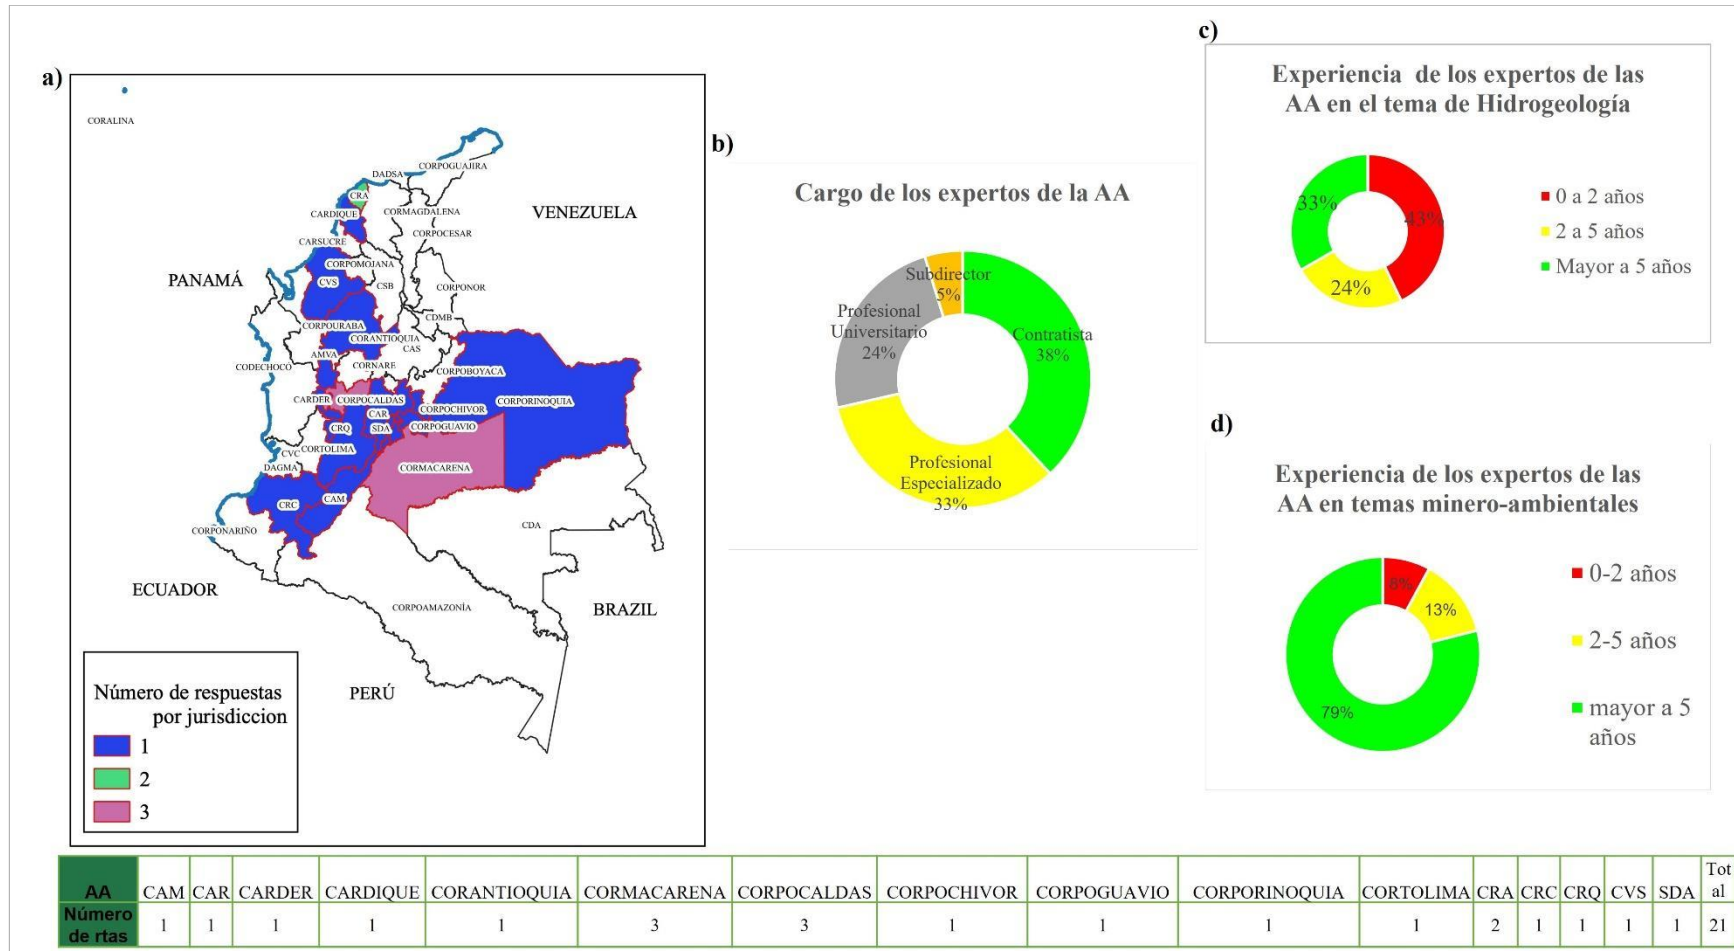 a)
CORALINA
CORPOGUAJIRA
DADSA
CRA
CARDIQUE
CORMAGDALENA
VENEZUELA
CORPOCESAR
CARSUCRE
CORPOMOJANA
PANAMÁ
CVS
CSB
CORPONOR
CDMB
CORPOURABA
CORANTIOQUIA
CAS
AMVA
CORNARE
CODECHOCO
CORPOBOYACA
CARDER
CORPOCALDAS
CORPORINOQUIA
CAR
CORPOCHIVOR
CRQ
SDA
CORPOGUAVIO
CVC
CORTOLIMA
DAGMA
CORMACARENA
CAM
CRC
CORPONARIÑO
CDA
ECUADOR
CORPOAMAZONÍA
BRAZIL
PERÚ
Número de respuestas
por jurisdiccion
1
2
3
b)
Cargo de los expertos de la AA
Subdirector
5%
Profesional
Universitario
24%
Contratista
38%
Profesional
Especializado
33%
c)
Experiencia de los expertos de las
AA en el tema de Hidrogeología
33%
43%
24%
0 a 2 años
2 a 5 años
Mayor a 5 años
d)
Experiencia de los expertos de las
AA en temas minero-ambientales
8%
13%
79%
0-2 años
2-5 años
mayor a 5
años
AA CAM CAR CARDER CARDIQUE CORANTIOQUIA CORMACARENA CORPOCALDAS CORPOCHIVOR CORPOGUAVIO CORPORINOQUIA CORTOLIMA CRA CRC CRQ CVS SDA Tot
al
Número
de rtas 1 1 1 1 1 3 3 1 1 1 1 2 1 1 1 1 21